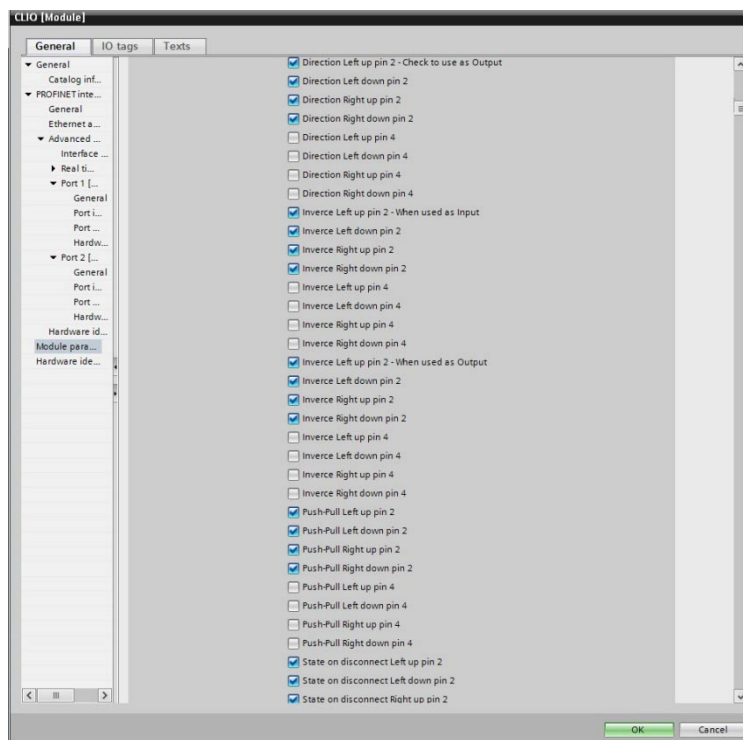 CLIO [Module]
General IO tags Texts
General
Catalog inf...
PROFINET inte...
General
Ethernet a...
Advanced ...
Interface ...
Real ti...
Port 1 [...
General
Port i...
Port ...
Hardw...
Port 2 [...
General
Port i...
Port ...
Hardw...
Hardware id...
Module para...
Hardware ide...
Direction Left up pin 2 - Check to use as Output
Direction Left down pin 2
Direction Right up pin 2
Direction Right down pin 2
Direction Left up pin 4
Direction Left down pin 4
Direction Right up pin 4
Direction Right down pin 4
Inverce Left up pin 2 - When used as Input
Inverce Left down pin 2
Inverce Right up pin 2
Inverce Right down pin 2
Inverce Left up pin 4
Inverce Left down pin 4
Inverce Right up pin 4
Inverce Right down pin 4
Inverce Left up pin 2 - When used as Output
Inverce Left down pin 2
Inverce Right up pin 2
Inverce Right down pin 2
Inverce Left up pin 4
Inverce Left down pin 4
Inverce Right up pin 4
Inverce Right down pin 4
Push-Pull Left up pin 2
Push-Pull Left down pin 2
Push-Pull Right up pin 2
Push-Pull Right down pin 2
Push-Pull Left up pin 4
Push-Pull Left down pin 4
Push-Pull Right up pin 4
Push-Pull Right down pin 4
State on disconnect Left up pin 2
State on disconnect Left down pin 2
State on disconnect Right up pin 2
OK Cancel